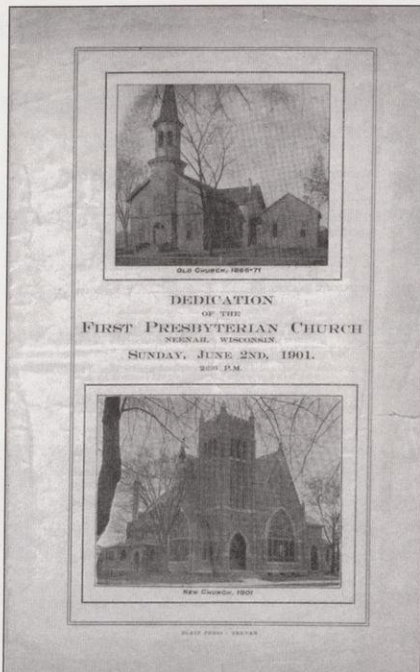 OLD CHURCH, 1865-71
DEDICATION
OF THE
FIRST PRESBYTERIAN CHURCH
NEENAH, WISCONSIN.
SUNDAY, JUNE 2ND, 1901.
P.M.
NEW CHURCH, 1901
PRESS